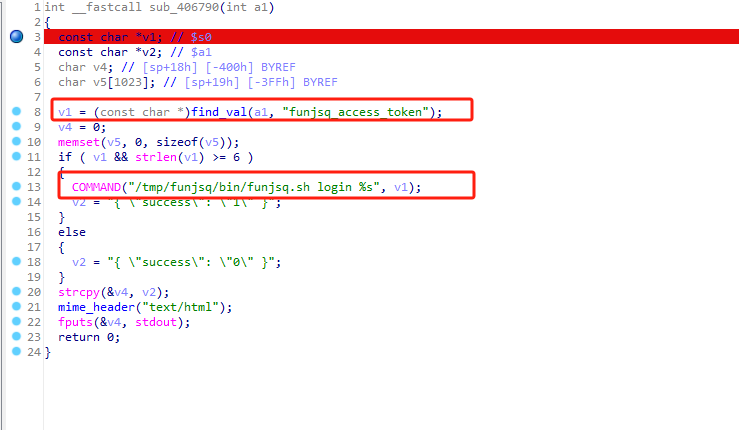 1 int __fastcall sub_406790(int a1)
2 {
3 const char *v1; // $s0
4 const char *v2; // $a1
5 char v4; // [sp+18h] [-400h] BYREF
6 char v5[1023]; // [sp+19h] [-3FFh] BYREF
7
8 v1 = (const char *)find_val(a1, "funjsq_access_token");
9 v4 = 0;
10 memset(v5, 0, sizeof(v5));
11 if ( v1 && strlen(v1) >= 6 )
12 {
13 COMMAND("/tmp/funjsq/bin/funjsq.sh login %s", v1);
14 v2 = "{ \"success\": \"1\" }";
15 }
16 else
17 {
18 v2 = "{ \"success\": \"0\" }";
19 }
20 strcpy(&v4, v2);
21 mime_header("text/html");
22 fputs(&v4, stdout);
23 return 0;
24 }